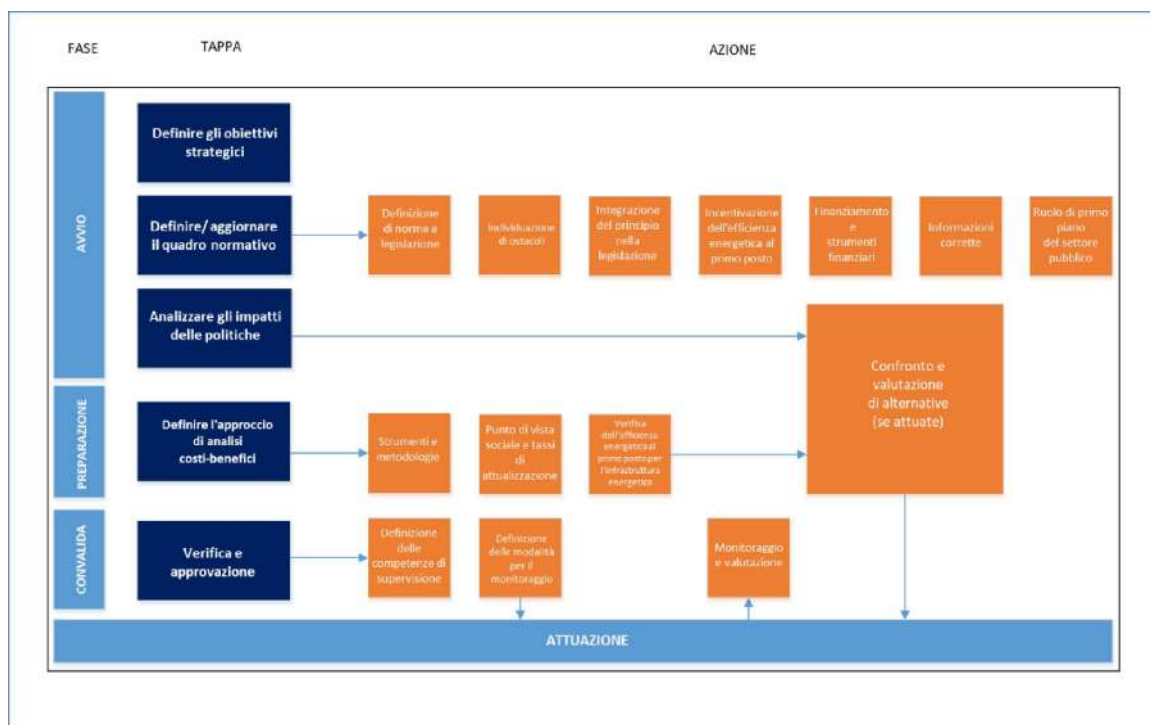 FASE
TAPPA
AZIONE
AVVIO
Definire gli obiettivi
strategici
Definire/aggiornare
il quadro normativo
Definizione
di norma e
legislazione
Individuazione
di ostacoli
Integrazione
del principio
nella
legislazione
Incentivazione
dell'efficienza
energetica al
primo posto
Finanziamento
e
strumenti
finanziari
Informazioni
corrette
Ruolo di primo
piano
del settore
pubblico
Analizzare gli impatti
delle politiche
Confronto e
valutazione
di alternative
(se attuate)
PREPARAZIONE
Definire l'approccio
di analisi
costi-benefici
Strumenti e
metodologie
Punto di vista
sociale e tassi
di
attualizzazione
Verifica
dell'efficienza
energetica al
primo posto per
l'infrastruttura
energetica
CONVALIDA
Verifica e
approvazione
Definizione
delle
competenze di
supervisione
Definizione
delle modalità
per il
monitoraggio
Monitoraggio
e valutazione
ATTUAZIONE